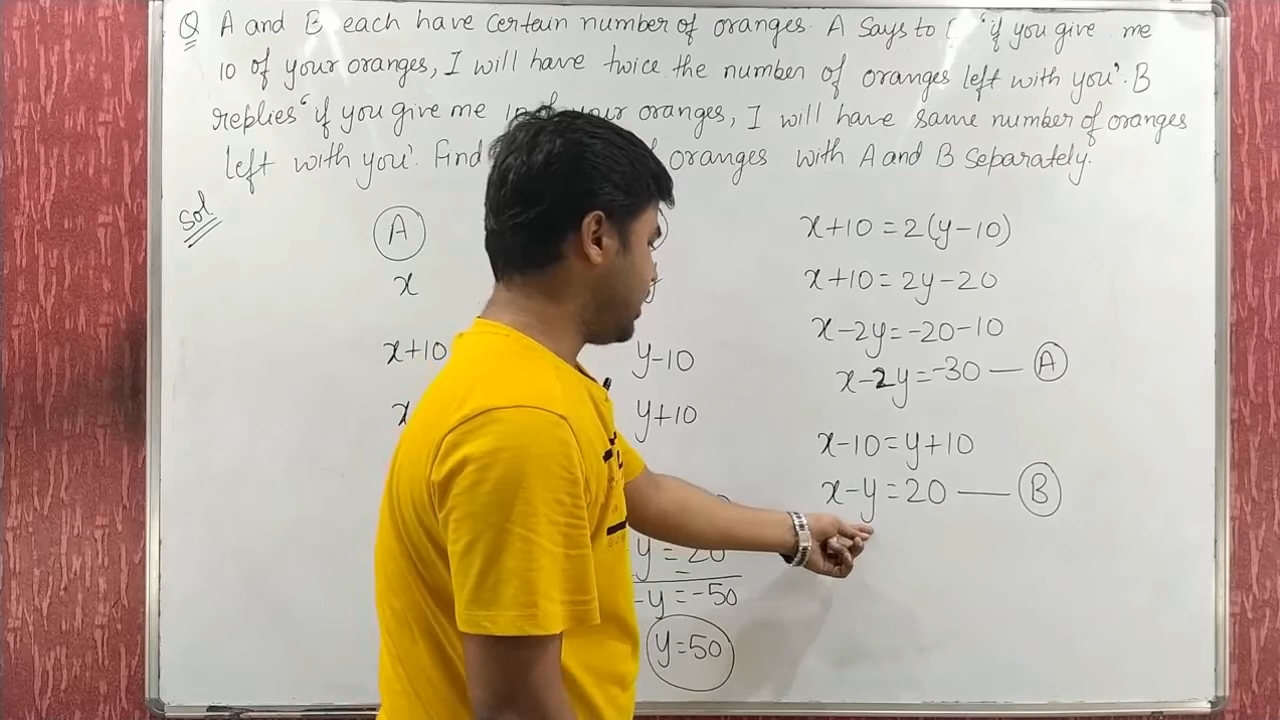 Q A and B each have certain number of oranges. A says to 'if you give me
10 of your oranges, I will have twice the number of oranges left with you'. B
replies 'if you give me your oranges, I will have same number of oranges
left with you'. Find oranges with A and B separately.
Sol
A
x+10=2(y-10)
x y
x+10=2y-20
x-2y=-20-10
x+10 y-10
x-2y=-30 — A
x y+10
x-10=y+10
x-y=20 — B
y=20
-y=-50
y=50